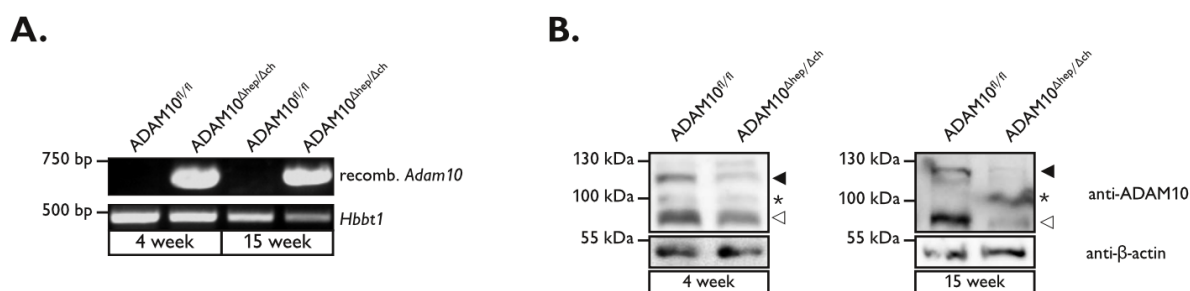 A.
ADAM10fl/fl
ADAM10Δhep/Δch
ADAM10fl/fl
ADAM10Δhep/Δch
750 bp
recomb. Adam10
500 bp
Hbbt1
4 week
15 week
B.
ADAM10fl/fl
ADAM10Δhep/Δch
130 kDa
100 kDa
*
55 kDa
4 week
ADAM10fl/fl
ADAM10Δhep/Δch
130 kDa
100 kDa
*
anti-ADAM10
55 kDa
anti-β-actin
15 week